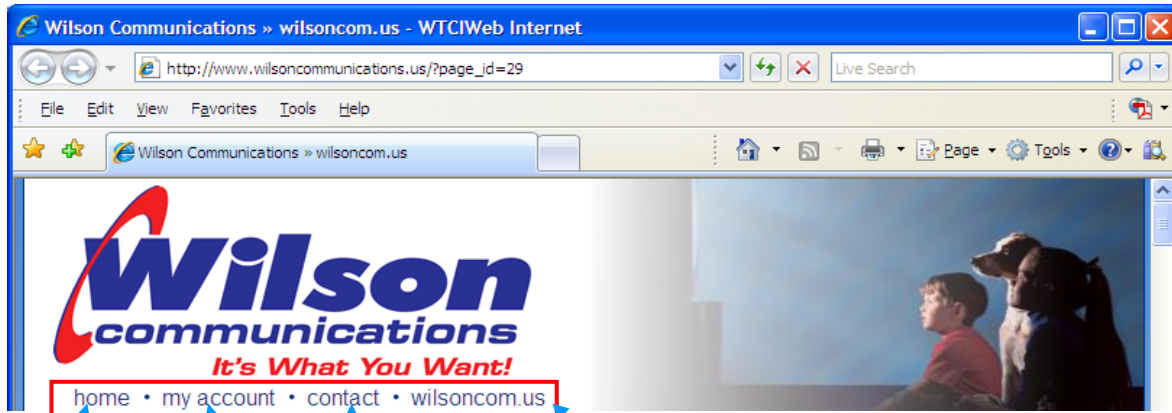 Wilson Communications » wilsoncom.us - WTCIWeb Internet
http://www.wilsoncommunications.us/?page_id=29 Live Search
File Edit View Favorites Tools Help
Wilson Communications » wilsoncom.us Page Tools
Wilson
communications
It's What You Want!
home • my account • contact • wilsoncom.us